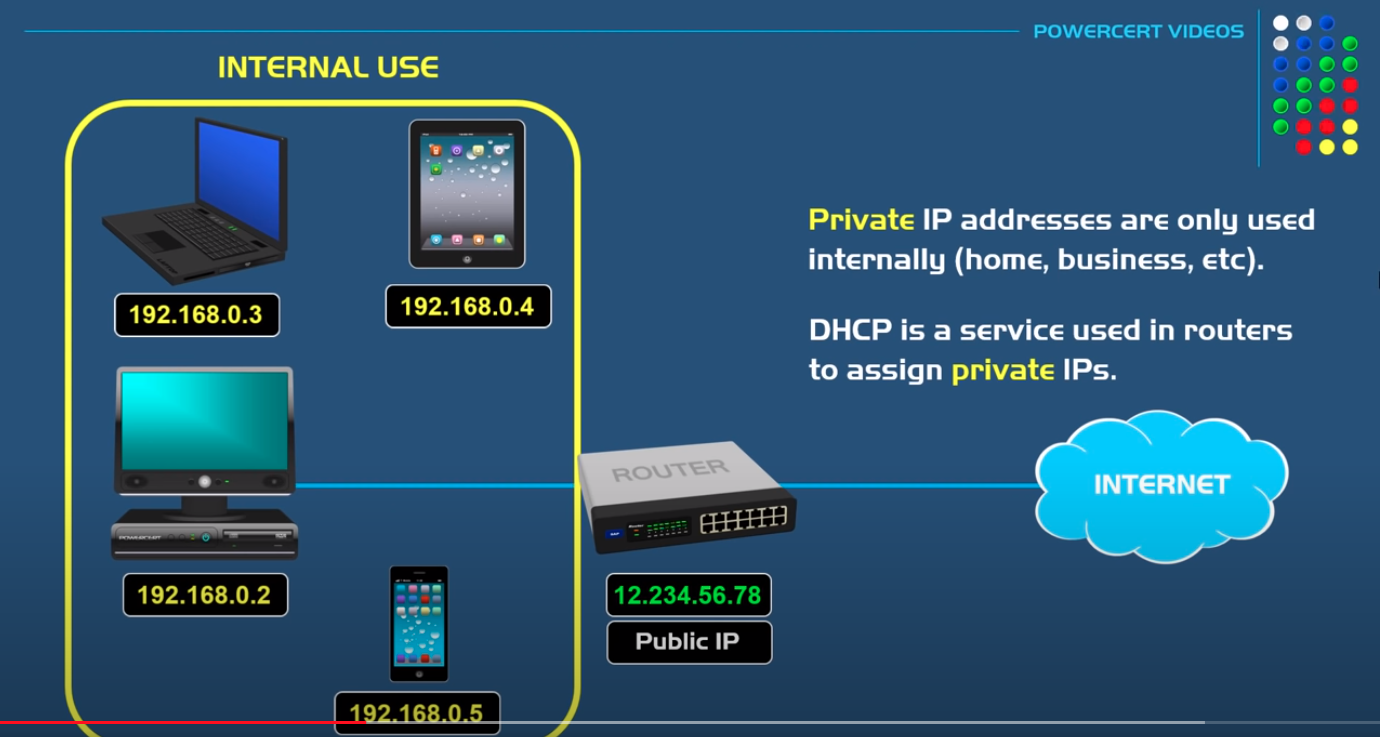 POWERCERT VIDEOS
INTERNAL USE
192.168.0.3
192.168.0.4
Private IP addresses are only used
internally (home, business, etc).
DHCP is a service used in routers
to assign private IPs.
ROUTER
INTERNET
POWERCERT
192.168.0.2
12.234.56.78
Public IP
192.168.0.5